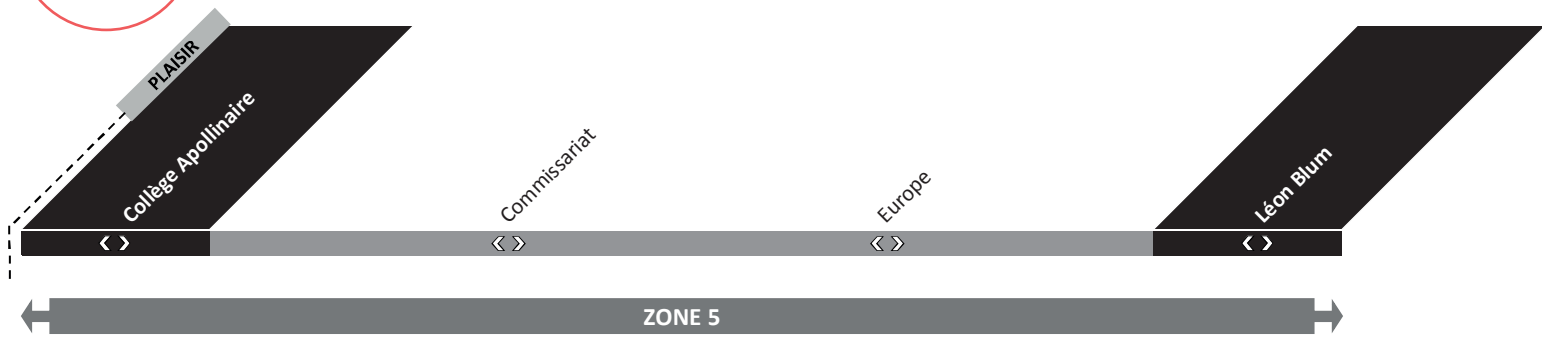 PLAISIR
Collège Apollinaire
Commissariat
Europe
Léon Blum
ZONE 5